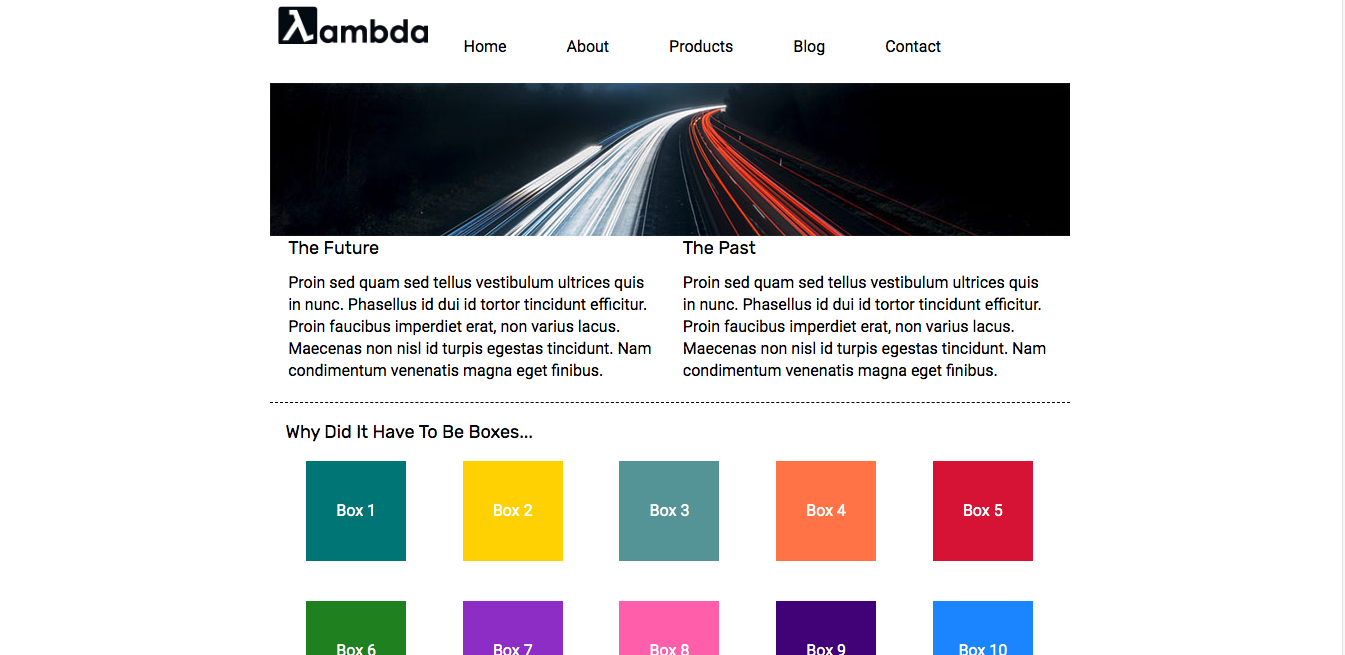 λambda
Home About Products Blog Contact
The Future
Proin sed quam sed tellus vestibulum ultrices quis
in nunc. Phasellus id dui id tortor tincidunt efficitur.
Proin faucibus imperdiet erat, non varius lacus.
Maecenas non nisl id turpis egestas tincidunt. Nam
condimentum venenatis magna eget finibus.
The Past
Proin sed quam sed tellus vestibulum ultrices quis
in nunc. Phasellus id dui id tortor tincidunt efficitur.
Proin faucibus imperdiet erat, non varius lacus.
Maecenas non nisl id turpis egestas tincidunt. Nam
condimentum venenatis magna eget finibus.
Why Did It Have To Be Boxes...
Box 1 Box 2 Box 3 Box 4 Box 5
Box 6 Box 7 Box 8 Box 9 Box 10